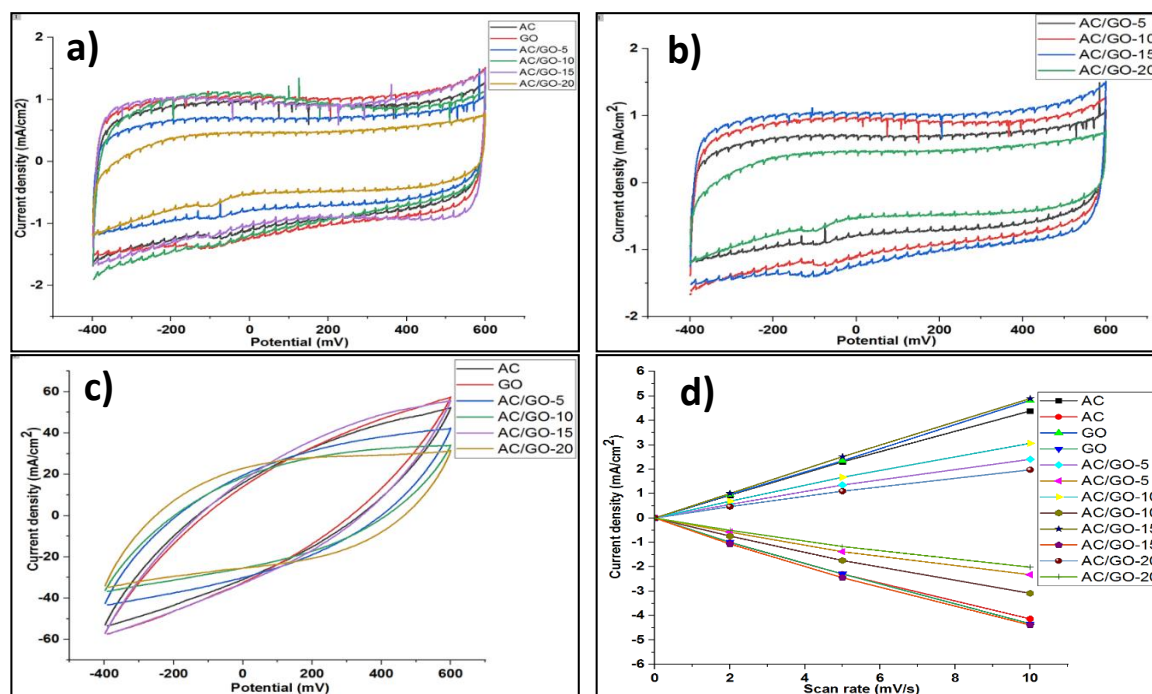 a)
AC
GO
AC/GO-5
AC/GO-10
AC/GO-15
AC/GO-20
Current density (mA/cm2)
2
1
0
-1
-2
-400 -200 0 200 400 600
Potential (mV)
b)
AC/GO-5
AC/GO-10
AC/GO-15
AC/GO-20
Current density (mA/cm²)
2
1
0
-1
-2
-400 -200 0 200 400 600
Potential (mV)
c)
AC
GO
AC/GO-5
AC/GO-10
AC/GO-15
AC/GO-20
Current density (mA/cm²)
60
40
20
0
-20
-40
-60
-400 -200 0 200 400 600
Potential (mV)
d)
AC
AC
GO
GO
AC/GO-5
AC/GO-5
AC/GO-10
AC/GO-10
AC/GO-15
AC/GO-15
AC/GO-20
AC/GO-20
Current density (mA/cm²)
6
5
4
3
2
1
0
-1
-2
-3
-4
-5
-6
0 2 4 6 8 10
Scan rate (mV/s)